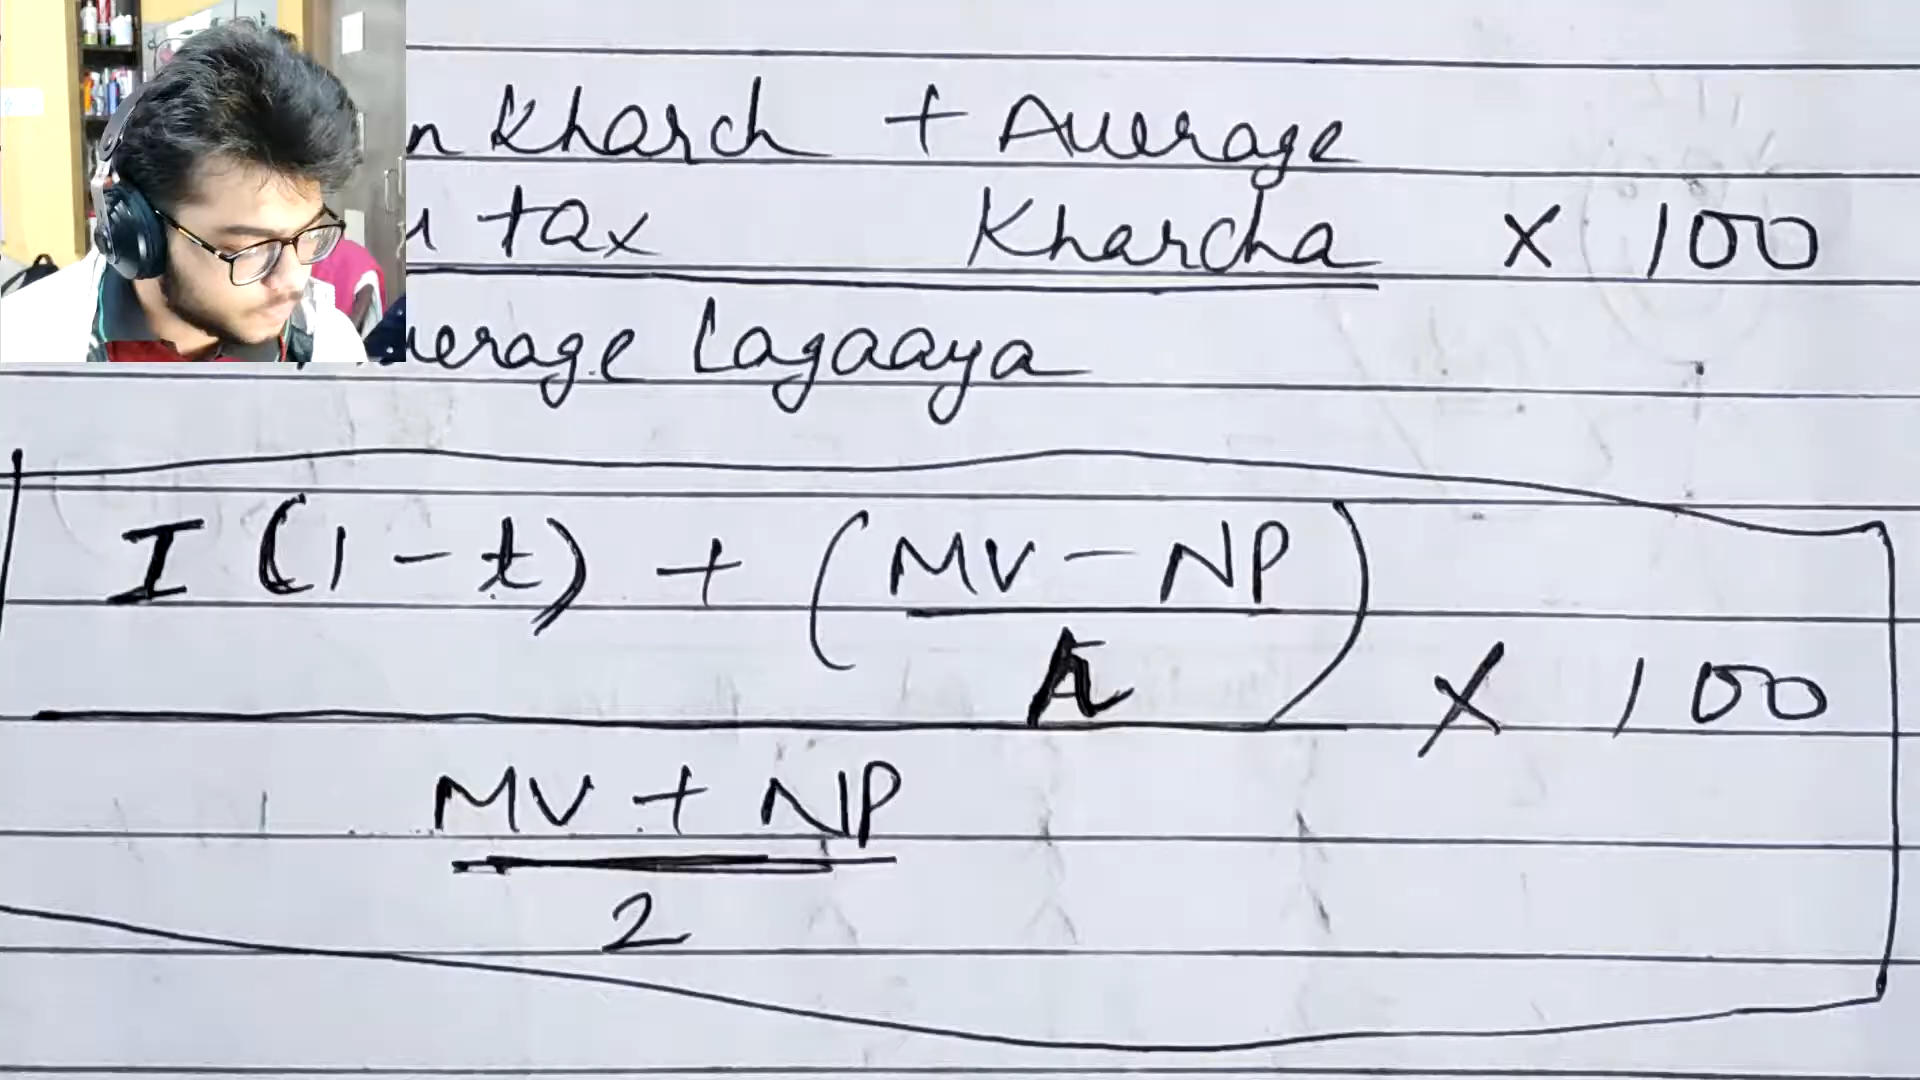 Kharch + Average
tax Kharcha × 100
Lagaaya
I (1 - t) + (MV - NP
) × 100
MV + NP
2